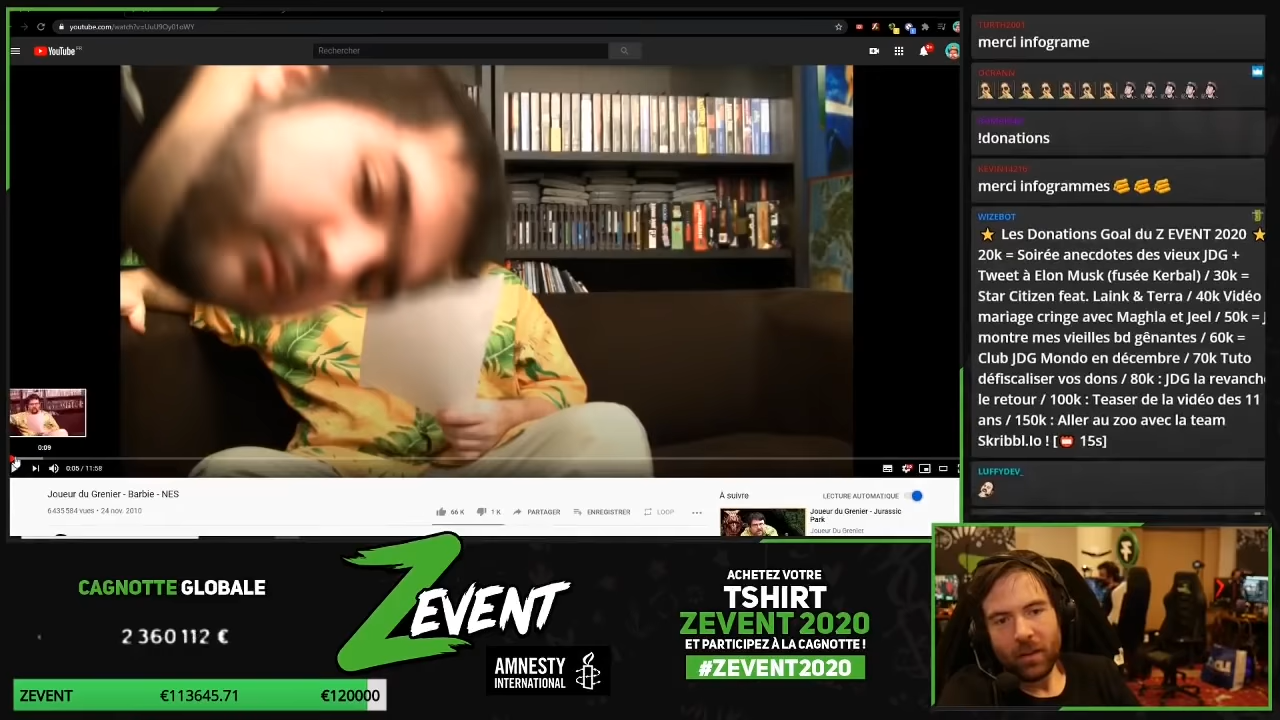 youtube.com/watch?v=UuU9Oy01oWY
YouTube FR
Rechercher
0:09
0:05 / 11:58
Joueur du Grenier - Barbie - NES
6 435 584 vues • 24 nov. 2010
66 K
1 K
PARTAGER
ENREGISTRER
LOOP
À suivre
LECTURE AUTOMATIQUE
Joueur du Grenier - Jurassic
Park
Joueur Du Grenier
merci infograme
!donations
merci infogrammes
WIZEBOT
Les Donations Goal du Z EVENT 2020
20k = Soirée anecdotes des vieux JDG +
Tweet à Elon Musk (fusée Kerbal) / 30k =
Star Citizen feat. Laink & Terra / 40k Vidéo
mariage cringe avec Maghla et Jeel / 50k = J
montre mes vieilles bd gênantes / 60k =
Club JDG Mondo en décembre / 70k Tuto
défiscaliser vos dons / 80k : JDG la revanche
le retour / 100k : Teaser de la vidéo des 11
ans / 150k : Aller au zoo avec la team
Skribbl.Io ! [ 15s]
LUFFYDEV_
CAGNOTTE GLOBALE
2 360 112 €
ZEVENT €113645.71 €120000
ZEVENT
AMNESTY
INTERNATIONAL
ACHETEZ VOTRE
TSHIRT
ZEVENT 2020
ET PARTICIPEZ À LA CAGNOTTE !
#ZEVENT2020